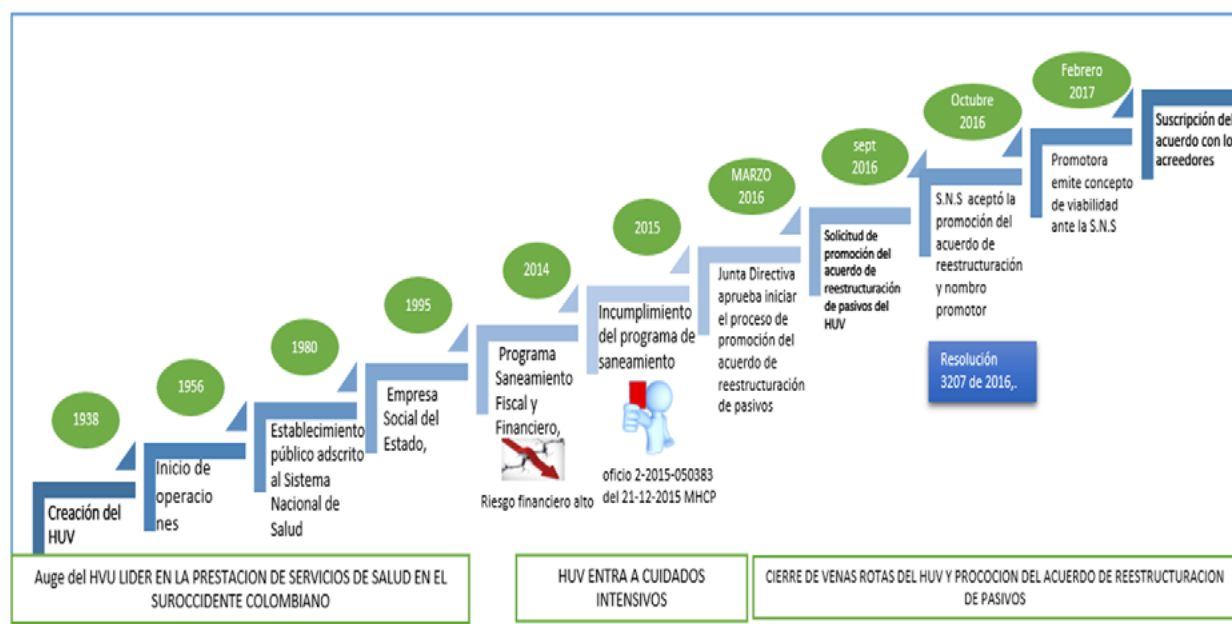 1938
Creación del
HUV
1956
Inicio de
operacio
nes
1980
Establecimiento
público adscrito
al Sistema
Nacional de
Salud
1995
Empresa
Social del
Estado,
2014
Programa
Saneamiento
Fiscal y
Financiero,
Riesgo financiero alto
2015
Incumplimiento
del programa de
saneamiento
oficio 2-2015-050383
del 21-12-2015 MHCP
MARZO
2016
Junta Directiva
aprueba iniciar
el proceso de
promoción del
acuerdo de
reestructuración
de pasivos
sept
2016
Solicitud de
promoción del
acuerdo de
reestructuración
de pasivos del
HUV
Octubre
2016
S.N.S aceptó la
promoción del
acuerdo de
reestructuración
y nombro
promotor
Resolución
3207 de 2016,.
Febrero
2017
Promotora
emite concepto
de viabilidad
ante la S.N.S
Suscripción del
acuerdo con lo
acreedores
Auge del HVU LIDER EN LA PRESTACION DE SERVICIOS DE SALUD EN EL
SUROCCIDENTE COLOMBIANO
HUV ENTRA A CUIDADOS
INTENSIVOS
CIERRE DE VENAS ROTAS DEL HUV Y PROCOCION DEL ACUERDO DE REESTRUCTURACION
DE PASIVOS